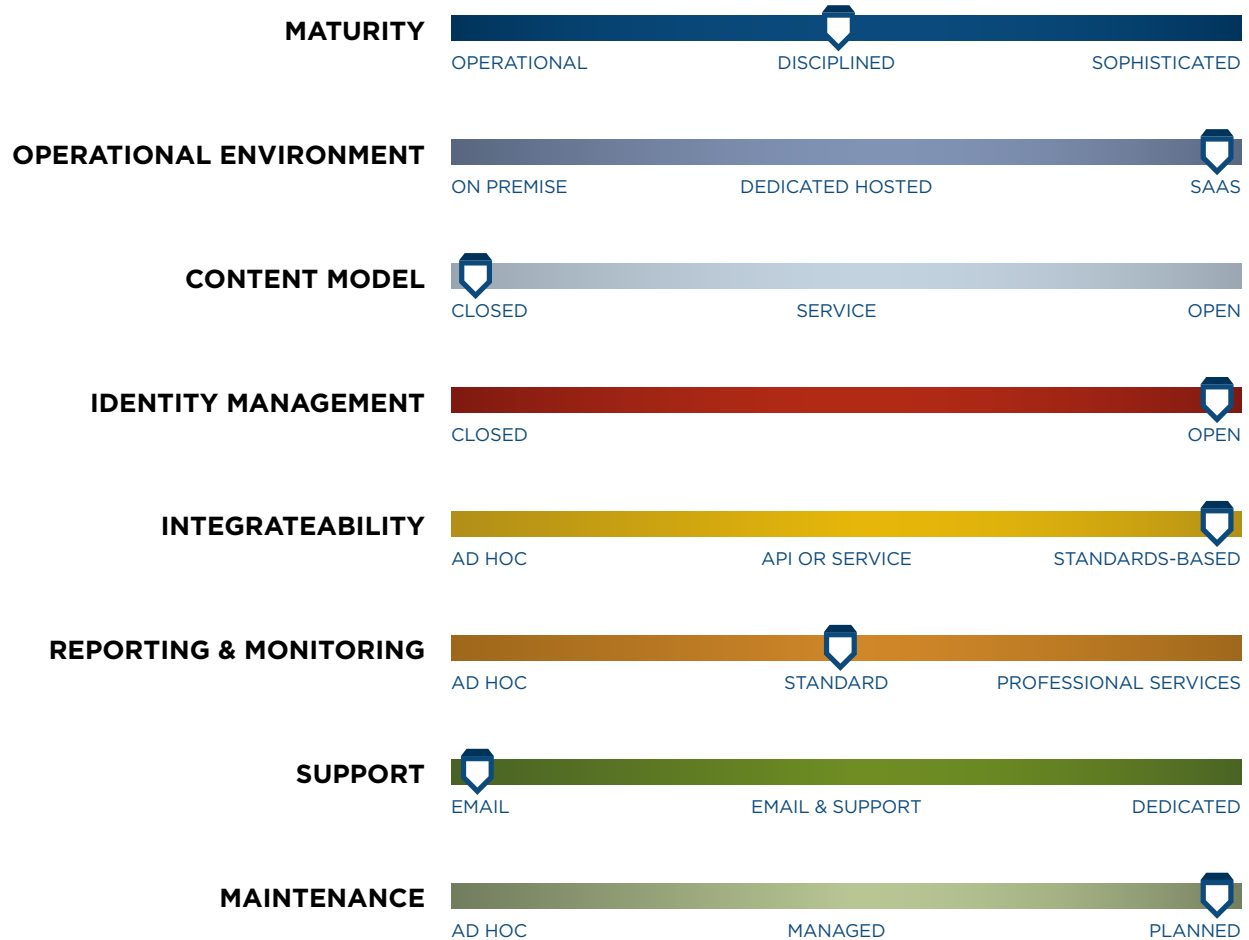 MATURITY
OPERATIONAL DISCIPLINED SOPHISTICATED
OPERATIONAL ENVIRONMENT
ON PREMISE DEDICATED HOSTED SAAS
CONTENT MODEL
CLOSED SERVICE OPEN
IDENTITY MANAGEMENT
CLOSED OPEN
INTEGRATEABILITY
AD HOC API OR SERVICE STANDARDS-BASED
REPORTING & MONITORING
AD HOC STANDARD PROFESSIONAL SERVICES
SUPPORT
EMAIL EMAIL & SUPPORT DEDICATED
MAINTENANCE
AD HOC MANAGED PLANNED